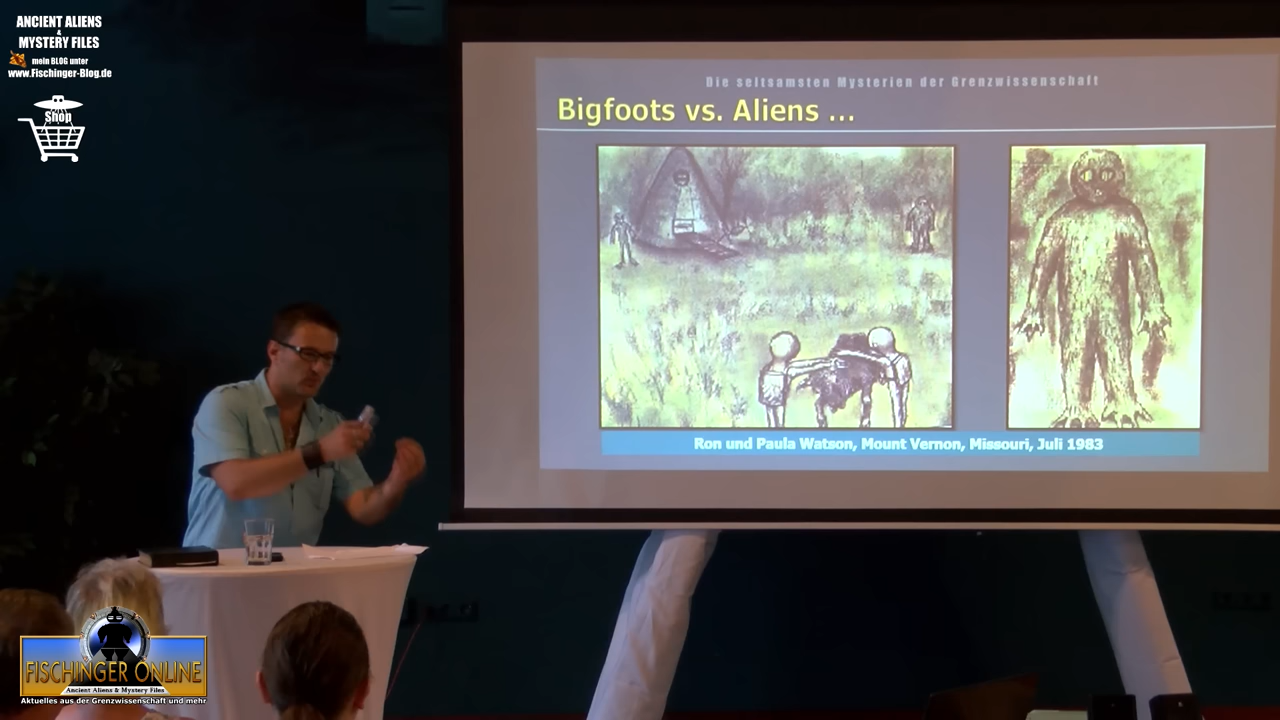 ANCIENT ALIENS
&
MYSTERY FILES
mein BLOG unter
www.Fischinger-Blog.de
Shop
Die seltsamsten Mysterien der Grenzwissenschaft
Bigfoots vs. Aliens ...
Ron und Paula Watson, Mount Vernon, Missouri, Juli 1983
FISCHINGER ONLINE
Ancient Aliens & Mystery Files
Aktuelles aus der Grenzwissenschaft und mehr